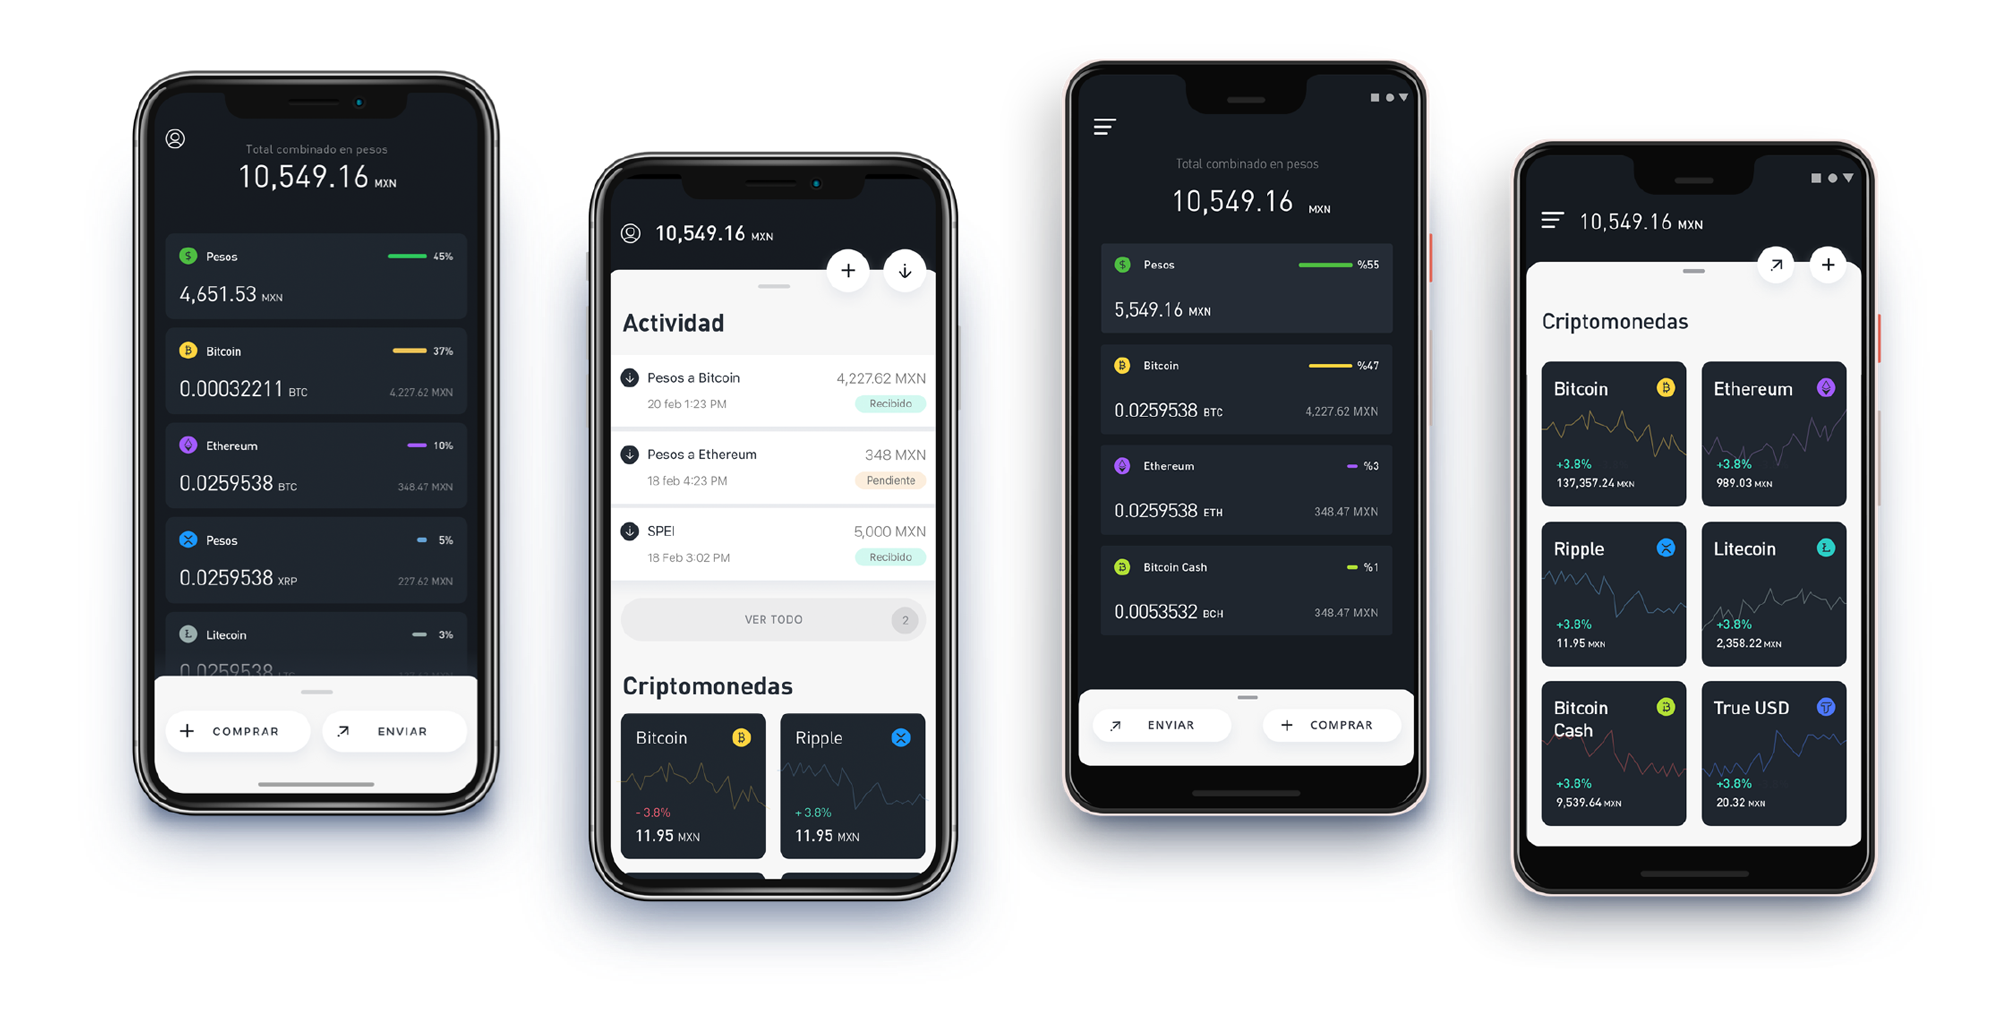 Total combinado en pesos
10,549.16 MXN
Pesos 45%
4,651.53 MXN
Bitcoin 37%
0.00032211 BTC 4,227.62 MXN
Ethereum 10%
0.0259538 BTC 348.47 MXN
Pesos 5%
0.0259538 XRP 227.62 MXN
Litecoin 3%
0.0259538
COMPRAR ENVIAR
10,549.16 MXN
Actividad
Pesos a Bitcoin 4,227.62 MXN
20 feb 1:23 PM Recibido
Pesos a Ethereum 348 MXN
18 feb 4:23 PM Pendiente
SPEI 5,000 MXN
18 Feb 3:02 PM Recibido
VER TODO 2
Criptomonedas
Bitcoin Ripple
- 3.8% + 3.8%
11.95 MXN 11.95 MXN
Total combinado en pesos
10,549.16 MXN
Pesos %55
5,549.16 MXN
Bitcoin %47
0.0259538 BTC 4,227.62 MXN
Ethereum %3
0.0259538 ETH 348.47 MXN
Bitcoin Cash %1
0.0053532 BCH 348.47 MXN
ENVIAR COMPRAR
10,549.16 MXN
Criptomonedas
Bitcoin Ethereum
+3.8% +3.8%
137,357.24 MXN 989.03 MXN
Ripple Litecoin
+3.8% +3.8%
11.95 MXN 2,358.22 MXN
Bitcoin True USD
Cash
+3.8% +3.8%
9,539.64 MXN 20.32 MXN